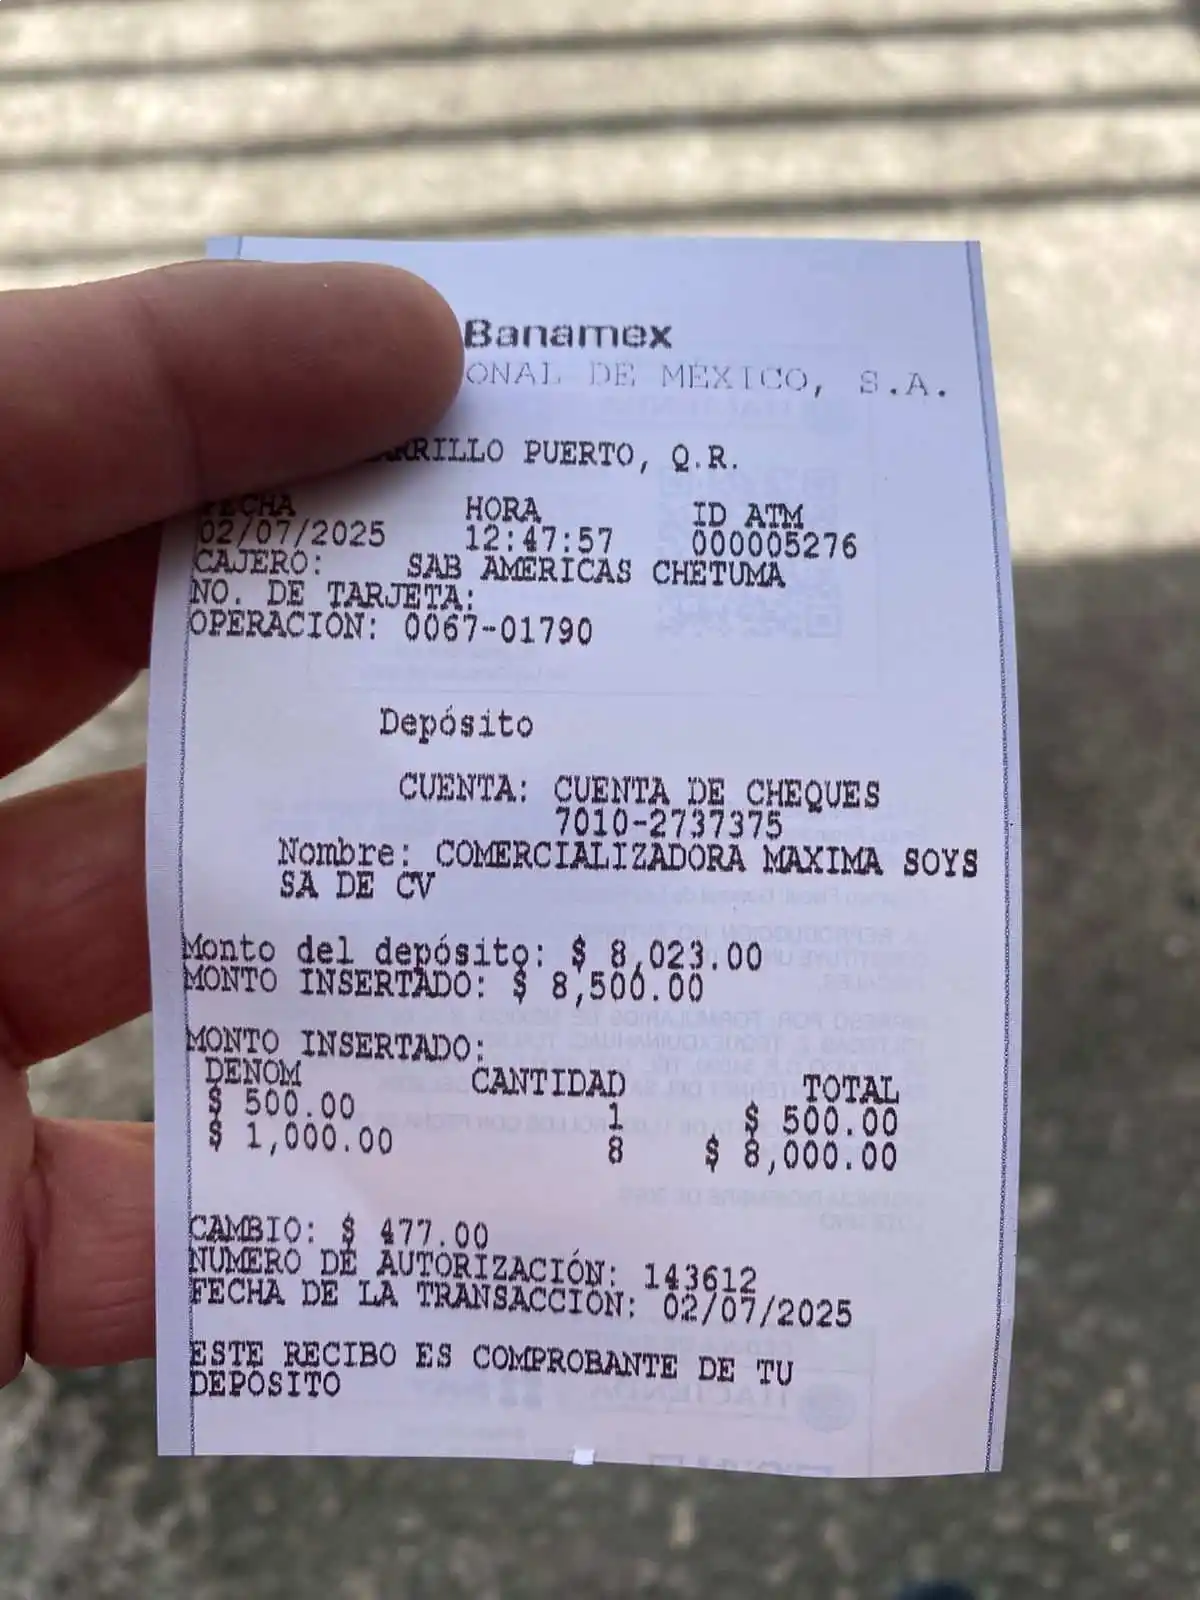 Banamex
ONAL DE MÉXICO, S.A.
ARRILLO PUERTO, Q.R.
FECHA HORA ID ATM
02/07/2025 12:47:57 000005276
CAJERO: SAB AMERICAS CHETUMA
NO. DE TARJETA:
OPERACIÓN: 0067-01790
Depósito
CUENTA: CUENTA DE CHEQUES
7010-2737375
Nombre: COMERCIALIZADORA MAXIMA SOYS
SA DE CV
Monto del depósito: $ 8,023.00
MONTO INSERTADO: $ 8,500.00
MONTO INSERTADO:
DENOM CANTIDAD TOTAL
$ 500.00 1 $ 500.00
$ 1,000.00 8 $ 8,000.00
CAMBIO: $ 477.00
NÚMERO DE AUTORIZACIÓN: 143612
FECHA DE LA TRANSACCIÓN: 02/07/2025
ESTE RECIBO ES COMPROBANTE DE TU
DEPÓSITO